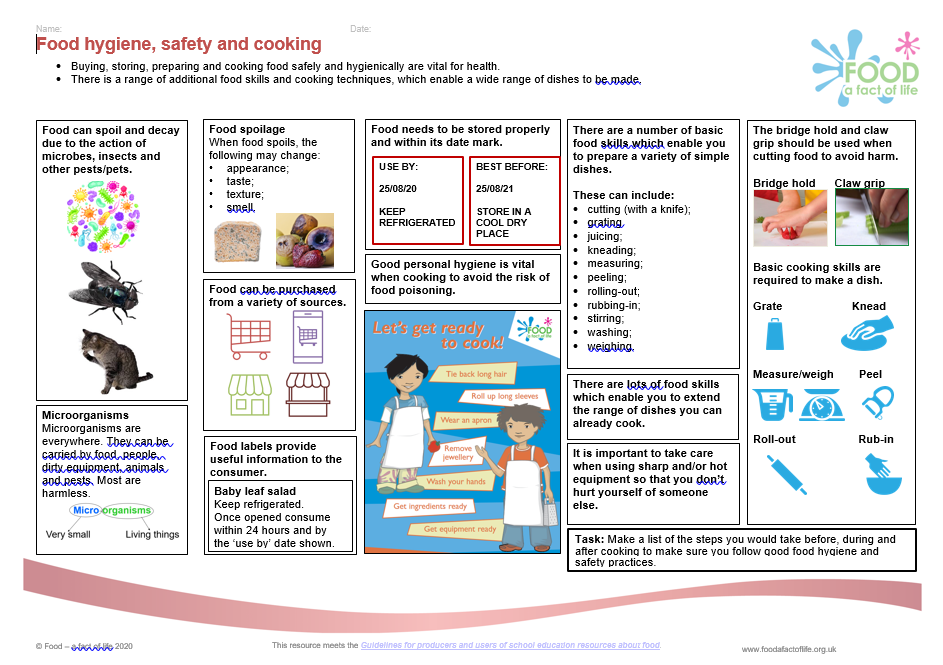 Name:
Date:
Food hygiene, safety and cooking
• Buying, storing, preparing and cooking food safely and hygienically are vital for health.
• There is a range of additional food skills and cooking techniques, which enable a wide range of dishes to be made.
FOOD
a fact of life
Food can spoil and decay
due to the action of
microbes, insects and
other pests/pets.
Microorganisms
Microorganisms are
everywhere. They can be
carried by food, people,
dirty equipment, animals
and pests. Most are
harmless.
Micro organisms
Very small
Living things
Food spoilage
When food spoils, the
following may change:
• appearance;
• taste;
• texture;
• smell.
Food can be purchased
from a variety of sources.
Food labels provide
useful information to the
consumer.
Baby leaf salad
Keep refrigerated.
Once opened consume
within 24 hours and by
the ‘use by’ date shown.
Food needs to be stored properly
and within its date mark.
USE BY:
25/08/20
KEEP
REFRIGERATED
BEST BEFORE:
25/08/21
STORE IN A
COOL DRY
PLACE
Good personal hygiene is vital
when cooking to avoid the risk of
food poisoning.
Let's get ready
to cook!
FOOD
a fact of life
Tie back long hair
Roll up long sleeves
Wear an apron
Remove
jewellery
Wash your hands
Get ingredients ready
Get equipment ready
There are a number of basic
food skills which enable you
to prepare a variety of simple
dishes.
These can include:
• cutting (with a knife);
• grating,
• juicing;
• kneading;
• measuring;
• peeling;
• rolling-out;
• rubbing-in;
• stirring;
• washing;
• weighing.
There are lots of food skills
which enable you to extend
the range of dishes you can
already cook.
It is important to take care
when using sharp and/or hot
equipment so that you don’t
hurt yourself of someone
else.
The bridge hold and claw
grip should be used when
cutting food to avoid harm.
Bridge hold
Claw grip
Basic cooking skills are
required to make a dish.
Grate
Knead
Measure/weigh
Peel
Roll-out
Rub-in
Task: Make a list of the steps you would take before, during and
after cooking to make sure you follow good food hygiene and
safety practices.
© Food – a fact of life 2020
This resource meets the Guidelines for producers and users of school education resources about food.
www.foodafactoflife.org.uk